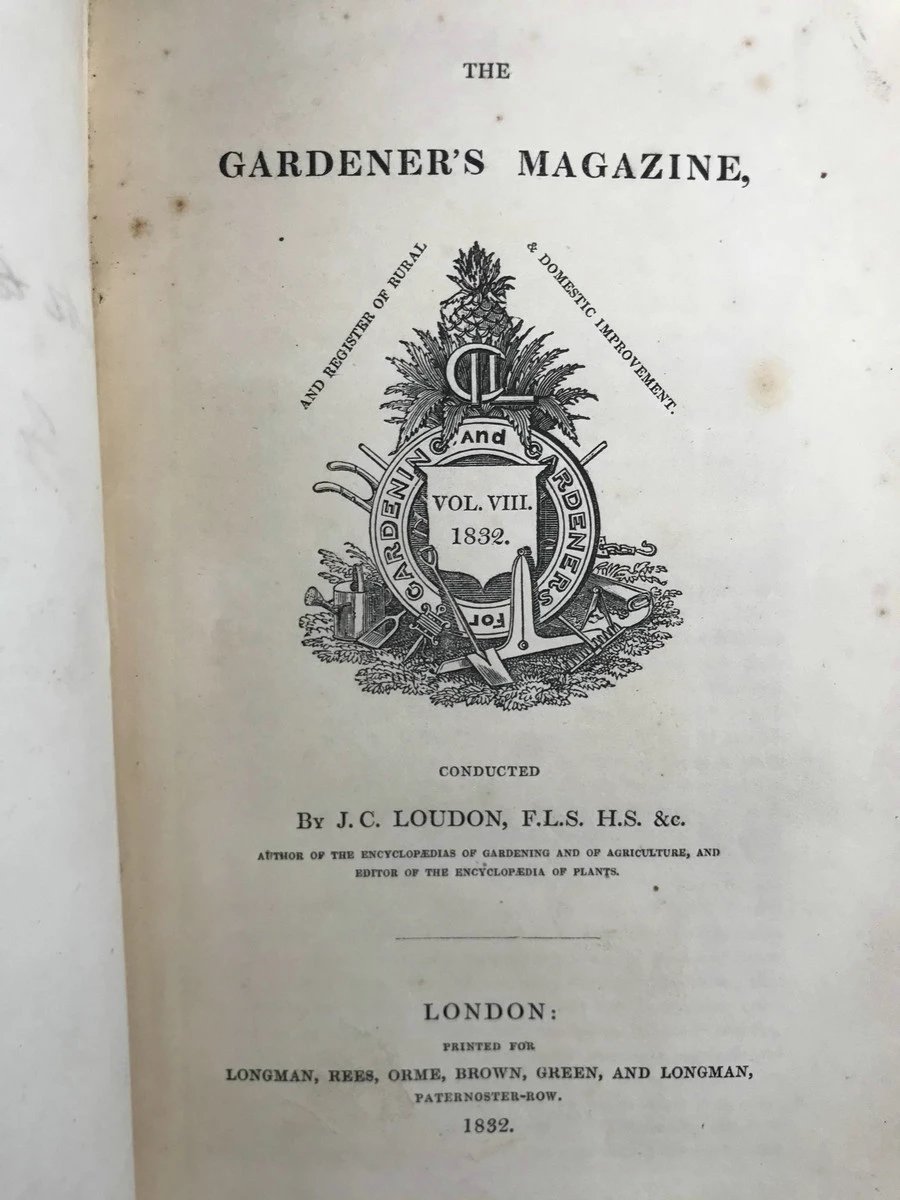 THE
GARDENER'S MAGAZINE,
AND REGISTER OF RURAL
& DOMESTIC IMPROVEMENT.
For GARDENING and GARDENERS
VOL. VIII.
1832.
CONDUCTED
BY J. C. LOUDON, F.L.S. H.S. &c.
AUTHOR OF THE ENCYCLOPÆDIAS OF GARDENING AND OF AGRICULTURE, AND
EDITOR OF THE ENCYCLOPÆDIA OF PLANTS.
LONDON:
PRINTED FOR
LONGMAN, REES, ORME, BROWN, GREEN, AND LONGMAN,
PATERNOSTER-ROW.
1832.